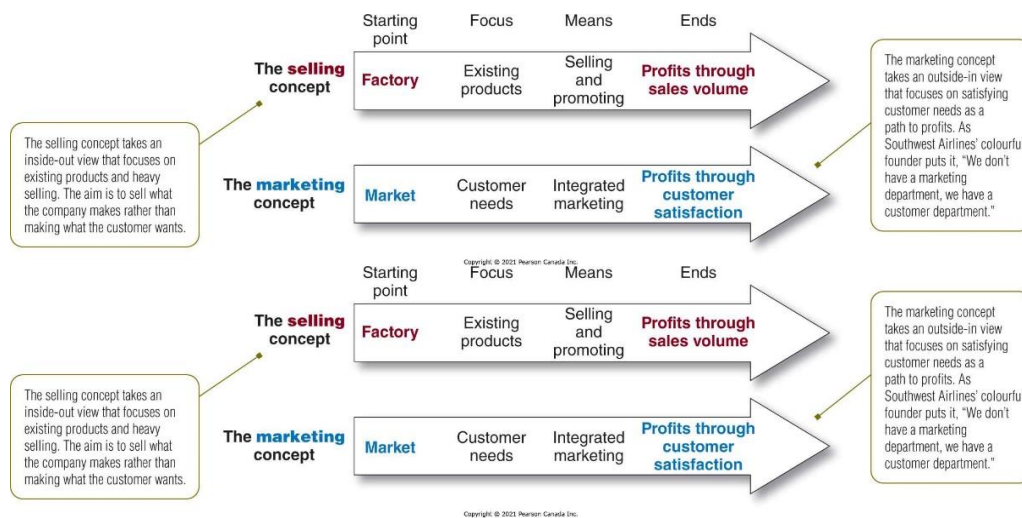 Starting point
Focus
Means
Ends
The selling concept
Factory
Existing products
Selling and promoting
Profits through sales volume
The selling concept takes an
inside-out view that focuses on
existing products and heavy
selling. The aim is to sell what
the company makes rather than
making what the customer wants.
The marketing concept
Market
Customer needs
Integrated marketing
Profits through customer satisfaction
The marketing concept
takes an outside-in view
that focuses on satisfying
customer needs as a
path to profits. As
Southwest Airlines’ colourful
founder puts it, “We don’t
have a marketing
department, we have a
customer department.”
Copyright © 2021 Pearson Canada Inc.
Starting point
Focus
Means
Ends
The selling concept
Factory
Existing products
Selling and promoting
Profits through sales volume
The selling concept takes an
inside-out view that focuses on
existing products and heavy
selling. The aim is to sell what
the company makes rather than
making what the customer wants.
The marketing concept
Market
Customer needs
Integrated marketing
Profits through customer satisfaction
The marketing concept
takes an outside-in view
that focuses on satisfying
customer needs as a
path to profits. As
Southwest Airlines’ colourful
founder puts it, “We don’t
have a marketing
department, we have a
customer department.”
Copyright © 2021 Pearson Canada Inc.